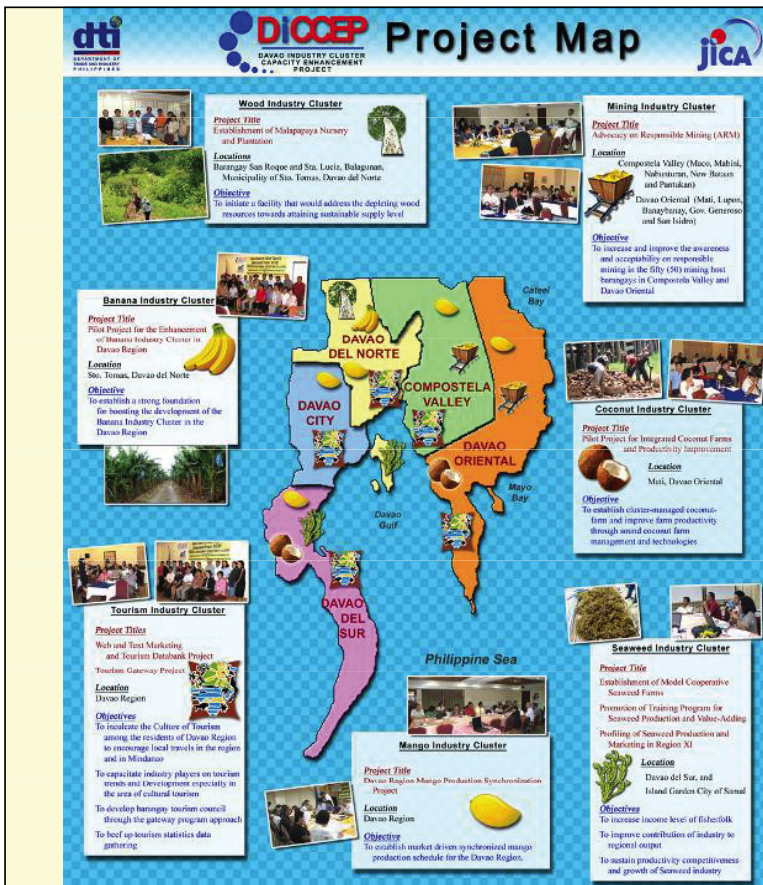 dti
DEPARTMENT OF
TRADE AND INDUSTRY
PHILIPPINES
DiCCEP
DAVAO INDUSTRY CLUSTER
CAPACITY ENHANCEMENT
PROJECT
Project Map
jICA
Wood Industry Cluster
Project Title
Establishment of Malapapaya Nursery
and Plantation
Locations
Barangay San Roque and Sta. Lucia, Balagunan,
Municipality of Sto. Tomas, Davao del Norte
Objective
To initiate a facility that would address the depleting wood
resources towards attaining sustainable supply level
Mining Industry Cluster
Project Title
Advocacy on Responsible Mining (ARM)
Location
Compostela Valley (Maco, Mabini,
Nabunturan, New Bataan
and Pantukan)
Davao Oriental (Mati, Lupon,
Banaybanay, Gov. Generoso
and San Isidro)
Objective
To increase and improve the awareness
and acceptability on responsible
mining in the fifty (50) mining host
barangays in Compostela Valley and
Davao Oriental
Banana Industry Cluster
Project Title
Pilot Project for the Enhancement
of Banana Industry Cluster in
Davao Region
Location
Sto. Tomas, Davao del Norte
Objective
To establish a strong foundation
for boosting the development of the
Banana Industry Cluster in the
Davao Region
Cateel
Bay
DAVAO
DEL NORTE
COMPOSTELA
VALLEY
DAVAO
CITY
DAVAO
ORIENTAL
Mayo
Bay
Davao
Gulf
DAVAO
DEL
SUR
Philippine Sea
Coconut Industry Cluster
Project Title
Pilot Project for Integrated Coconut Farms
and Productivity Improvement
Location
Mati, Davao Oriental
Objective
To establish cluster-managed coconut
farm and improve farm productivity
through sound coconut farm
management and technologies
Tourism Industry Cluster
Project Titles
Web and Text Marketing
and Tourism Databank Project
Tourism Gateway Project
Location
Davao Region
Objectives
To inculcate the Culture of Tourism
among the residents of Davao Region
to encourage local travels in the region
and in Mindanao
To capacitate industry players on tourism
trends and Development especially in
the area of cultural tourism
To develop barangay tourism council
through the gateway program approach
To beef up tourism statistics data
gathering
Mango Industry Cluster
Project Title
Davao Region Mango Production Synchronization
Project
Location
Davao Region
Objective
To establish market driven synchronized mango
production schedule for the Davao Region.
Seaweed Industry Cluster
Project Title
Establishment of Model Cooperative
Seaweed Farms
Promotion of Training Program for
Seaweed Production and Value-Adding
Profiling of Seaweed Production and
Marketing in Region XI
Location
Davao del Sur, and
Island Garden City of Samal
Objectives
To increase income level of fisherfolk
To improve contribution of industry to
regional output
To sustain productivity competitiveness
and growth of Seaweed industry